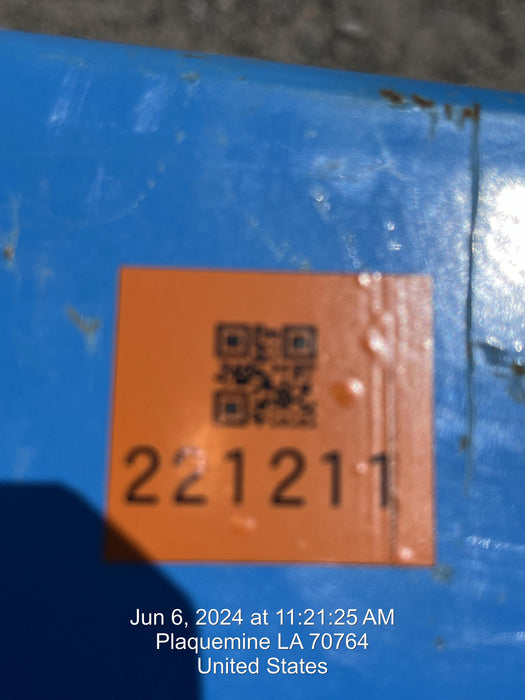 221211
Jun 6, 2024 at 11:21:25 AM
Plaquemine LA 70764
United States